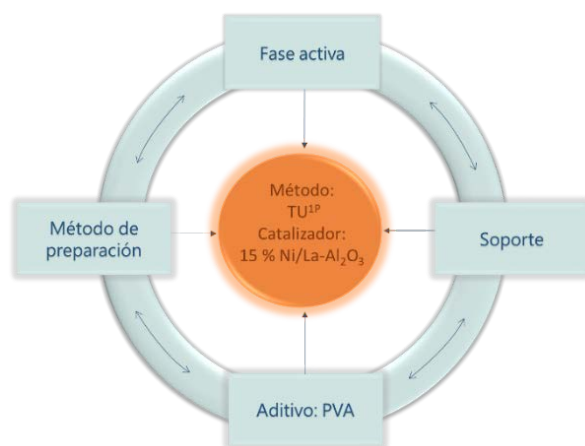 Fase activa
Método:
TU¹ᴾ
Catalizador:
15 % Ni/La-Al₂O₃
Método de
preparación
Soporte
Aditivo: PVA